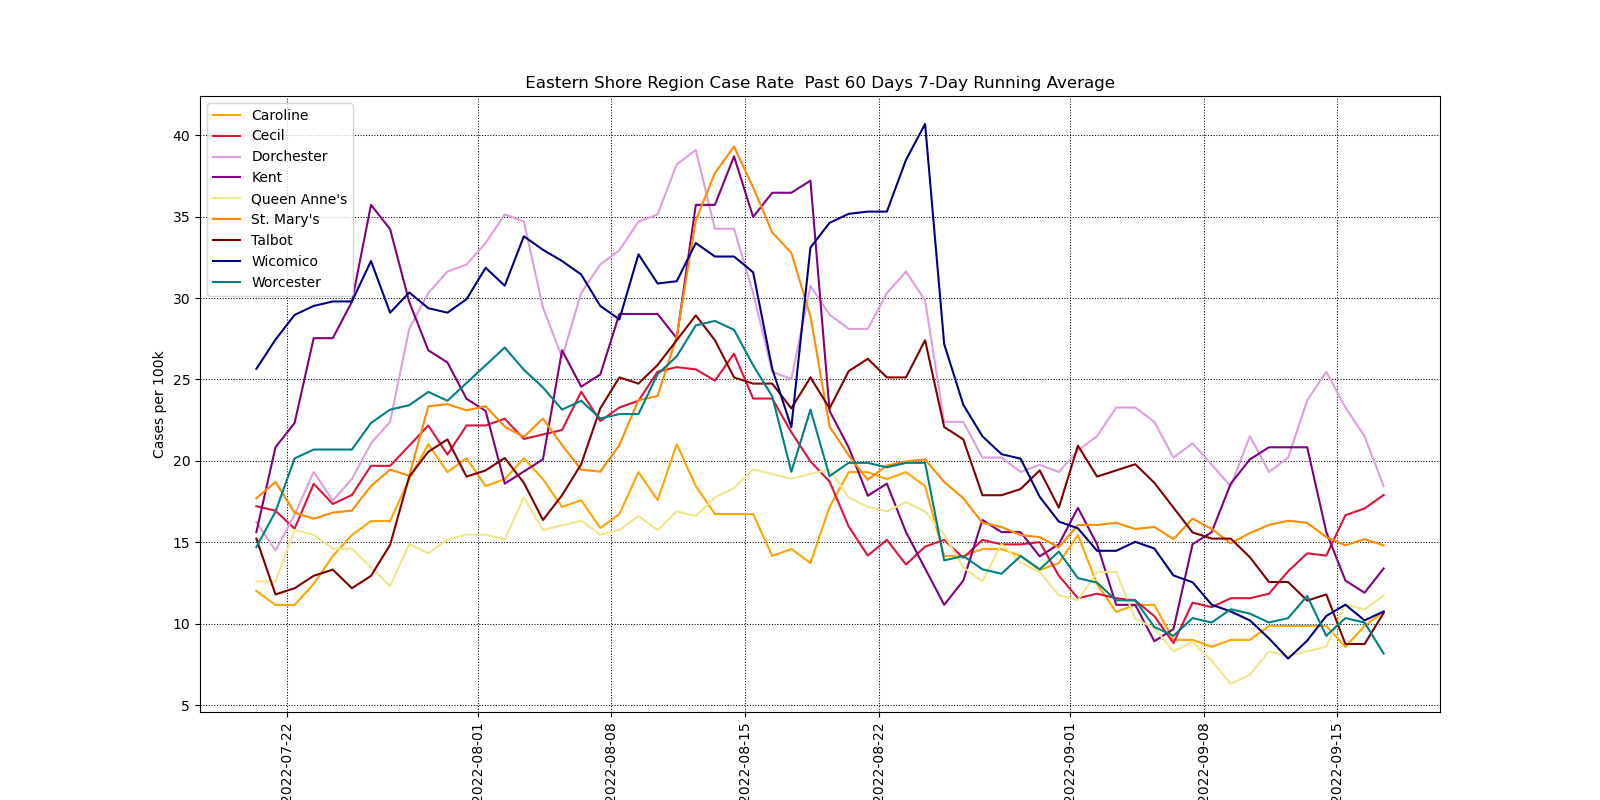 Eastern Shore Region Case Rate  Past 60 Days 7-Day Running Average
Caroline
Cecil
Dorchester
Kent
Queen Anne's
St. Mary's
Talbot
Wicomico
Worcester
Cases per 100k
40
35
30
25
20
15
10
5
2022-07-22
2022-08-01
2022-08-08
2022-08-15
2022-08-22
2022-09-01
2022-09-08
2022-09-15